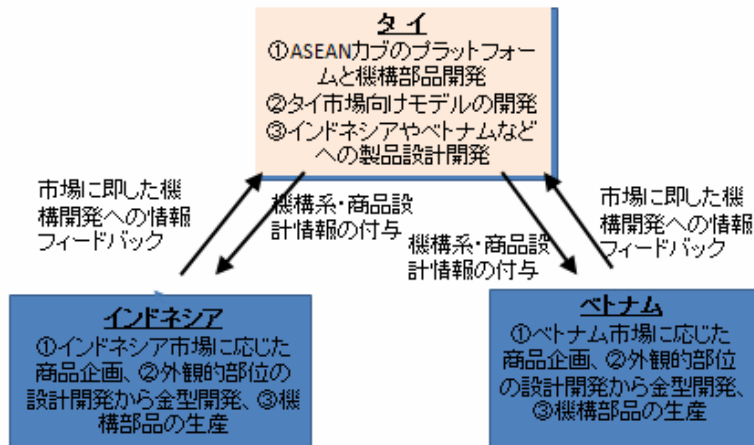 タイ
①ASEANカブのプラットフォー
ムと機構部品開発
②タイ市場向けモデルの開発
③インドネシアやベトナムなど
への製品設計開発
市場に即した機
構開発への情報
フィードバック
機構系・商品設
計情報の付与
機構系・商品設
計情報の付与
市場に即した機
構開発への情報
フィードバック
インドネシア
①インドネシア市場に応じた
商品企画、②外観的部位の
設計開発から金型開発、③機
構部品の生産
ベトナム
①ベトナム市場に応じた
商品企画、②外観的部位
の設計開発から金型開発、
③機構部品の生産